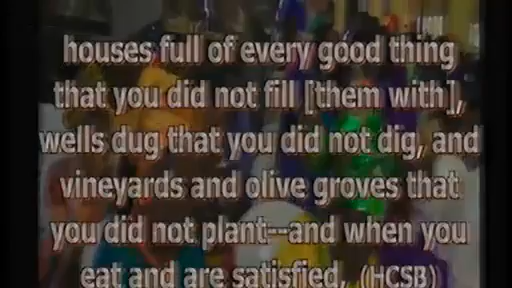 houses full of every good thing
that you did not fill [them with],
wells dug that you did not dig, and
vineyards and olive groves that
you did not plant--and when you
eat and are satisfied, (HCSB)